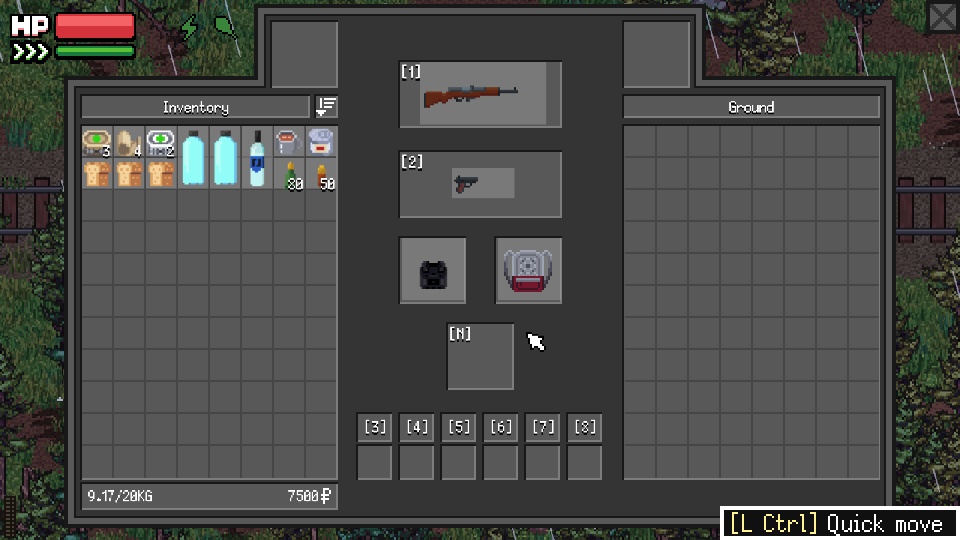 HP
[1]
Inventory
Ground
3
4
2
[2]
80
50
[N]
[3] [4] [5] [6] [7] [8]
9.17/20KG
7500₽
[L Ctrl] Quick move